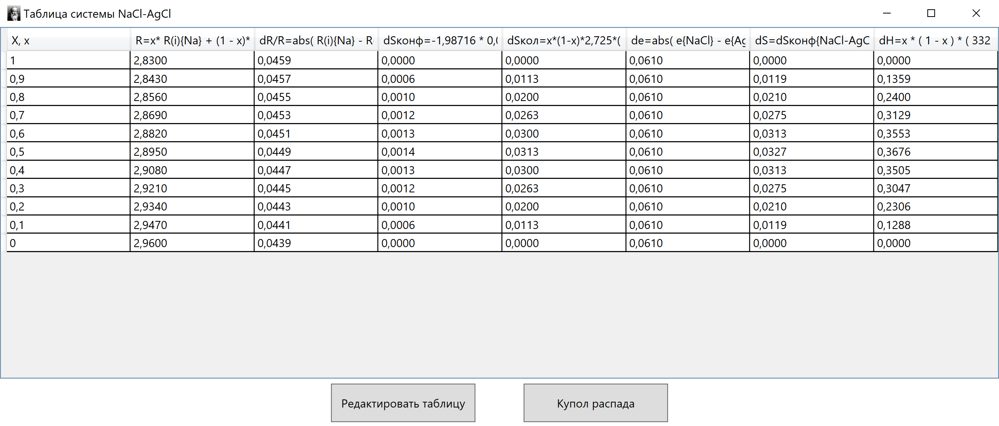 Таблица системы NaCl-AgCl
X, x R=x* R(i){Na} + (1 - x)* dR/R=abs( R(i){Na} - R( dSконф=-1,98716 * 0,( dSкол=x*(1-x)*2,725*( de=abs( e{NaCl} - e{Ag dS=dSконф{NaCl-AgC dH=x * ( 1 - x ) * ( 332
1 2,8300 0,0459 0,0000 0,0000 0,0610 0,0000 0,0000
0,9 2,8430 0,0457 0,0006 0,0113 0,0610 0,0119 0,1359
0,8 2,8560 0,0455 0,0010 0,0200 0,0610 0,0210 0,2400
0,7 2,8690 0,0453 0,0012 0,0263 0,0610 0,0275 0,3129
0,6 2,8820 0,0451 0,0013 0,0300 0,0610 0,0313 0,3553
0,5 2,8950 0,0449 0,0014 0,0313 0,0610 0,0327 0,3676
0,4 2,9080 0,0447 0,0013 0,0300 0,0610 0,0313 0,3505
0,3 2,9210 0,0445 0,0012 0,0263 0,0610 0,0275 0,3047
0,2 2,9340 0,0443 0,0010 0,0200 0,0610 0,0210 0,2306
0,1 2,9470 0,0441 0,0006 0,0113 0,0610 0,0119 0,1288
0 2,9600 0,0439 0,0000 0,0000 0,0610 0,0000 0,0000
Редактировать таблицу Купол распада